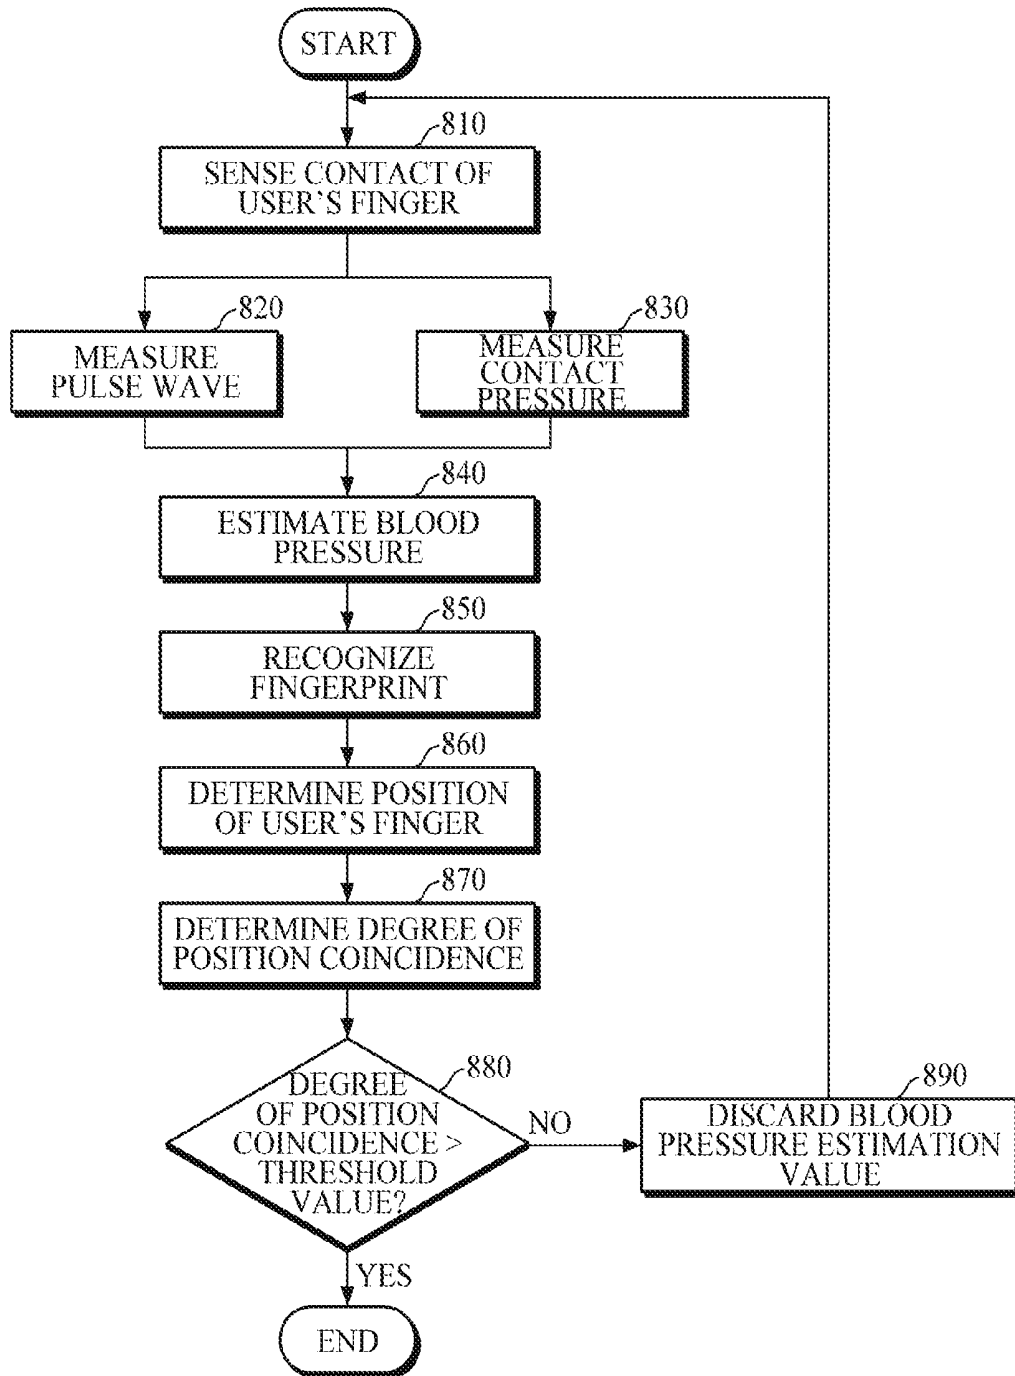 START
810
SENSE CONTACT OF
USER'S FINGER
820
MEASURE
PULSE WAVE
830
MEASURE
CONTACT
PRESSURE
840
ESTIMATE BLOOD
PRESSURE
850
RECOGNIZE
FINGERPRINT
860
DETERMINE POSITION
OF USER'S FINGER
870
DETERMINE DEGREE OF
POSITION COINCIDENCE
880
DEGREE
OF POSITION
COINCIDENCE >
THRESHOLD
VALUE?
NO
890
DISCARD BLOOD
PRESSURE ESTIMATION
VALUE
YES
END